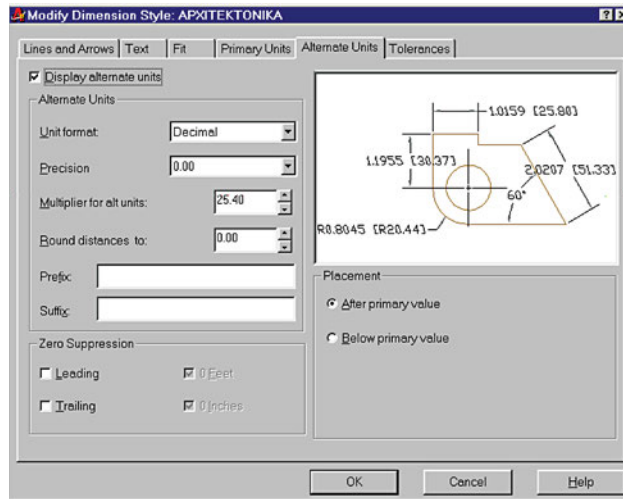 Modify Dimension Style: ΑΡΧΙΤΕΚΤΟΝΙΚΑ
Lines and Arrows
Text
Fit
Primary Units
Alternate Units
Tolerances
Display alternate units
Alternate Units
Unit format:
Decimal
Precision
0.00
Multiplier for alt units:
25.40
Round distances to:
0.00
Prefix:
Suffix:
Zero Suppression
Leading
0 Feet
Trailing
0 Inches
1.0159 [25.80]
1.1955 [30.37]
2.0207 [51.33]
60°
R0.8045 [R20.44]
Placement
After primary value
Below primary value
OK
Cancel
Help